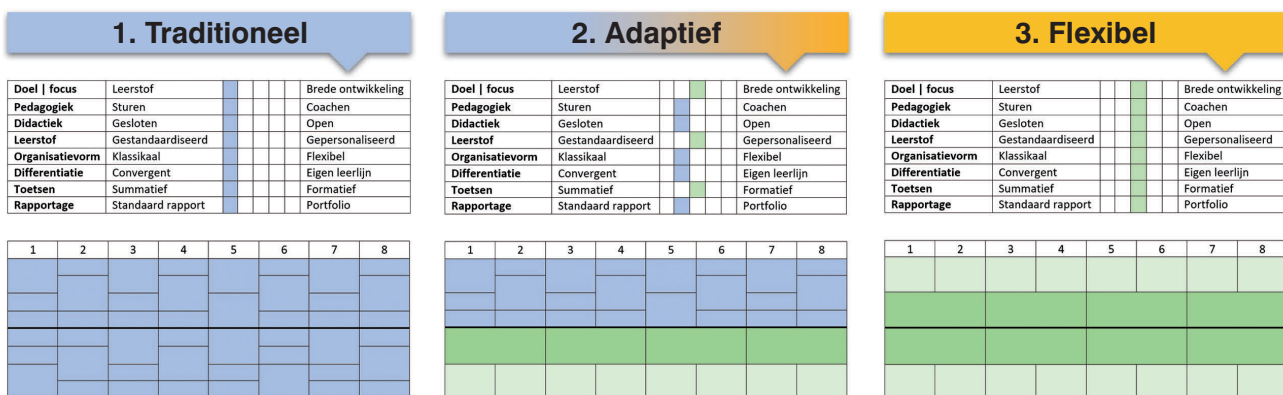 1. Traditioneel
Doel | focus Leerstof Brede ontwikkeling
Pedagogiek Sturen Coachen
Didactiek Gesloten Open
Leerstof Gestandaardiseerd Gepersonaliseerd
Organisatievorm Klassikaal Flexibel
Differentiatie Convergent Eigen leerlijn
Toetsen Summatief Formatief
Rapportage Standaard rapport Portfolio
1 2 3 4 5 6 7 8
2. Adaptief
Doel | focus Leerstof Brede ontwikkeling
Pedagogiek Sturen Coachen
Didactiek Gesloten Open
Leerstof Gestandaardiseerd Gepersonaliseerd
Organisatievorm Klassikaal Flexibel
Differentiatie Convergent Eigen leerlijn
Toetsen Summatief Formatief
Rapportage Standaard rapport Portfolio
1 2 3 4 5 6 7 8
3. Flexibel
Doel | focus Leerstof Brede ontwikkeling
Pedagogiek Sturen Coachen
Didactiek Gesloten Open
Leerstof Gestandaardiseerd Gepersonaliseerd
Organisatievorm Klassikaal Flexibel
Differentiatie Convergent Eigen leerlijn
Toetsen Summatief Formatief
Rapportage Standaard rapport Portfolio
1 2 3 4 5 6 7 8